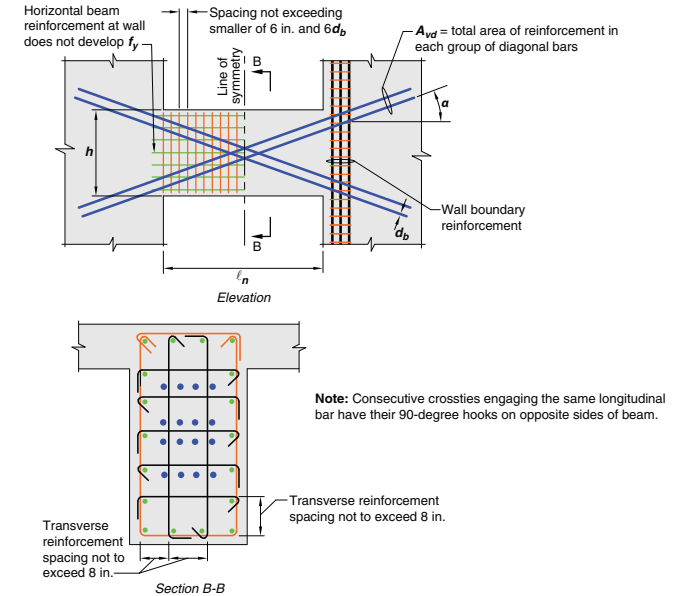 Horizontal beam
reinforcement at wall
does not develop fy
Spacing not exceeding
smaller of 6 in. and 6db
Line of
symmetry
B
Avd = total area of reinforcement in
each group of diagonal bars
α
h
Wall boundary
reinforcement
db
B
ℓn
Elevation
Note: Consecutive crossties engaging the same longitudinal
bar have their 90-degree hooks on opposite sides of beam.
Transverse reinforcement
spacing not to exceed 8 in.
Transverse
reinforcement
spacing not to
exceed 8 in.
Section B-B